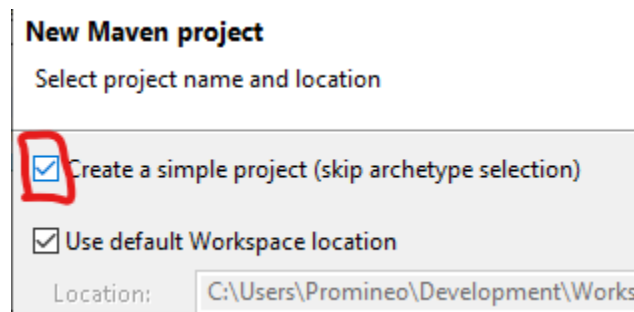 New Maven project
Select project name and location
Create a simple project (skip archetype selection)
Use default Workspace location
Location: C:\Users\Promineo\Development\Works